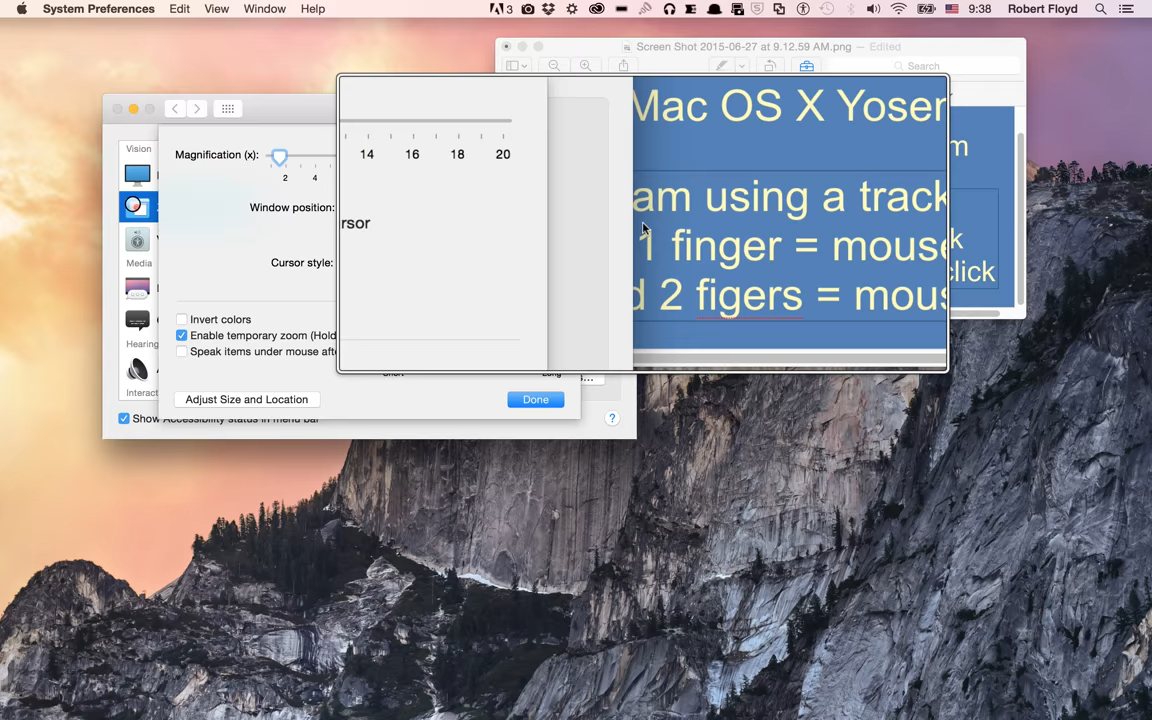 System Preferences Edit View Window Help
3 9:38 Robert Floyd
Screen Shot 2015-06-27 at 9.12.59 AM.png — Edited
Search
Vision
Magnification (x):
2 4
14 16 18 20
Window position:
rsor
Cursor style:
Media
Invert colors
Enable temporary zoom (Hold
Speak items under mouse afte
Hearing
Interact
Adjust Size and Location
Done
Show Accessibility status in menu bar
?
Mac OS X Yosem
am using a track
1 finger = mouse
d 2 figers = mous
m
k
click